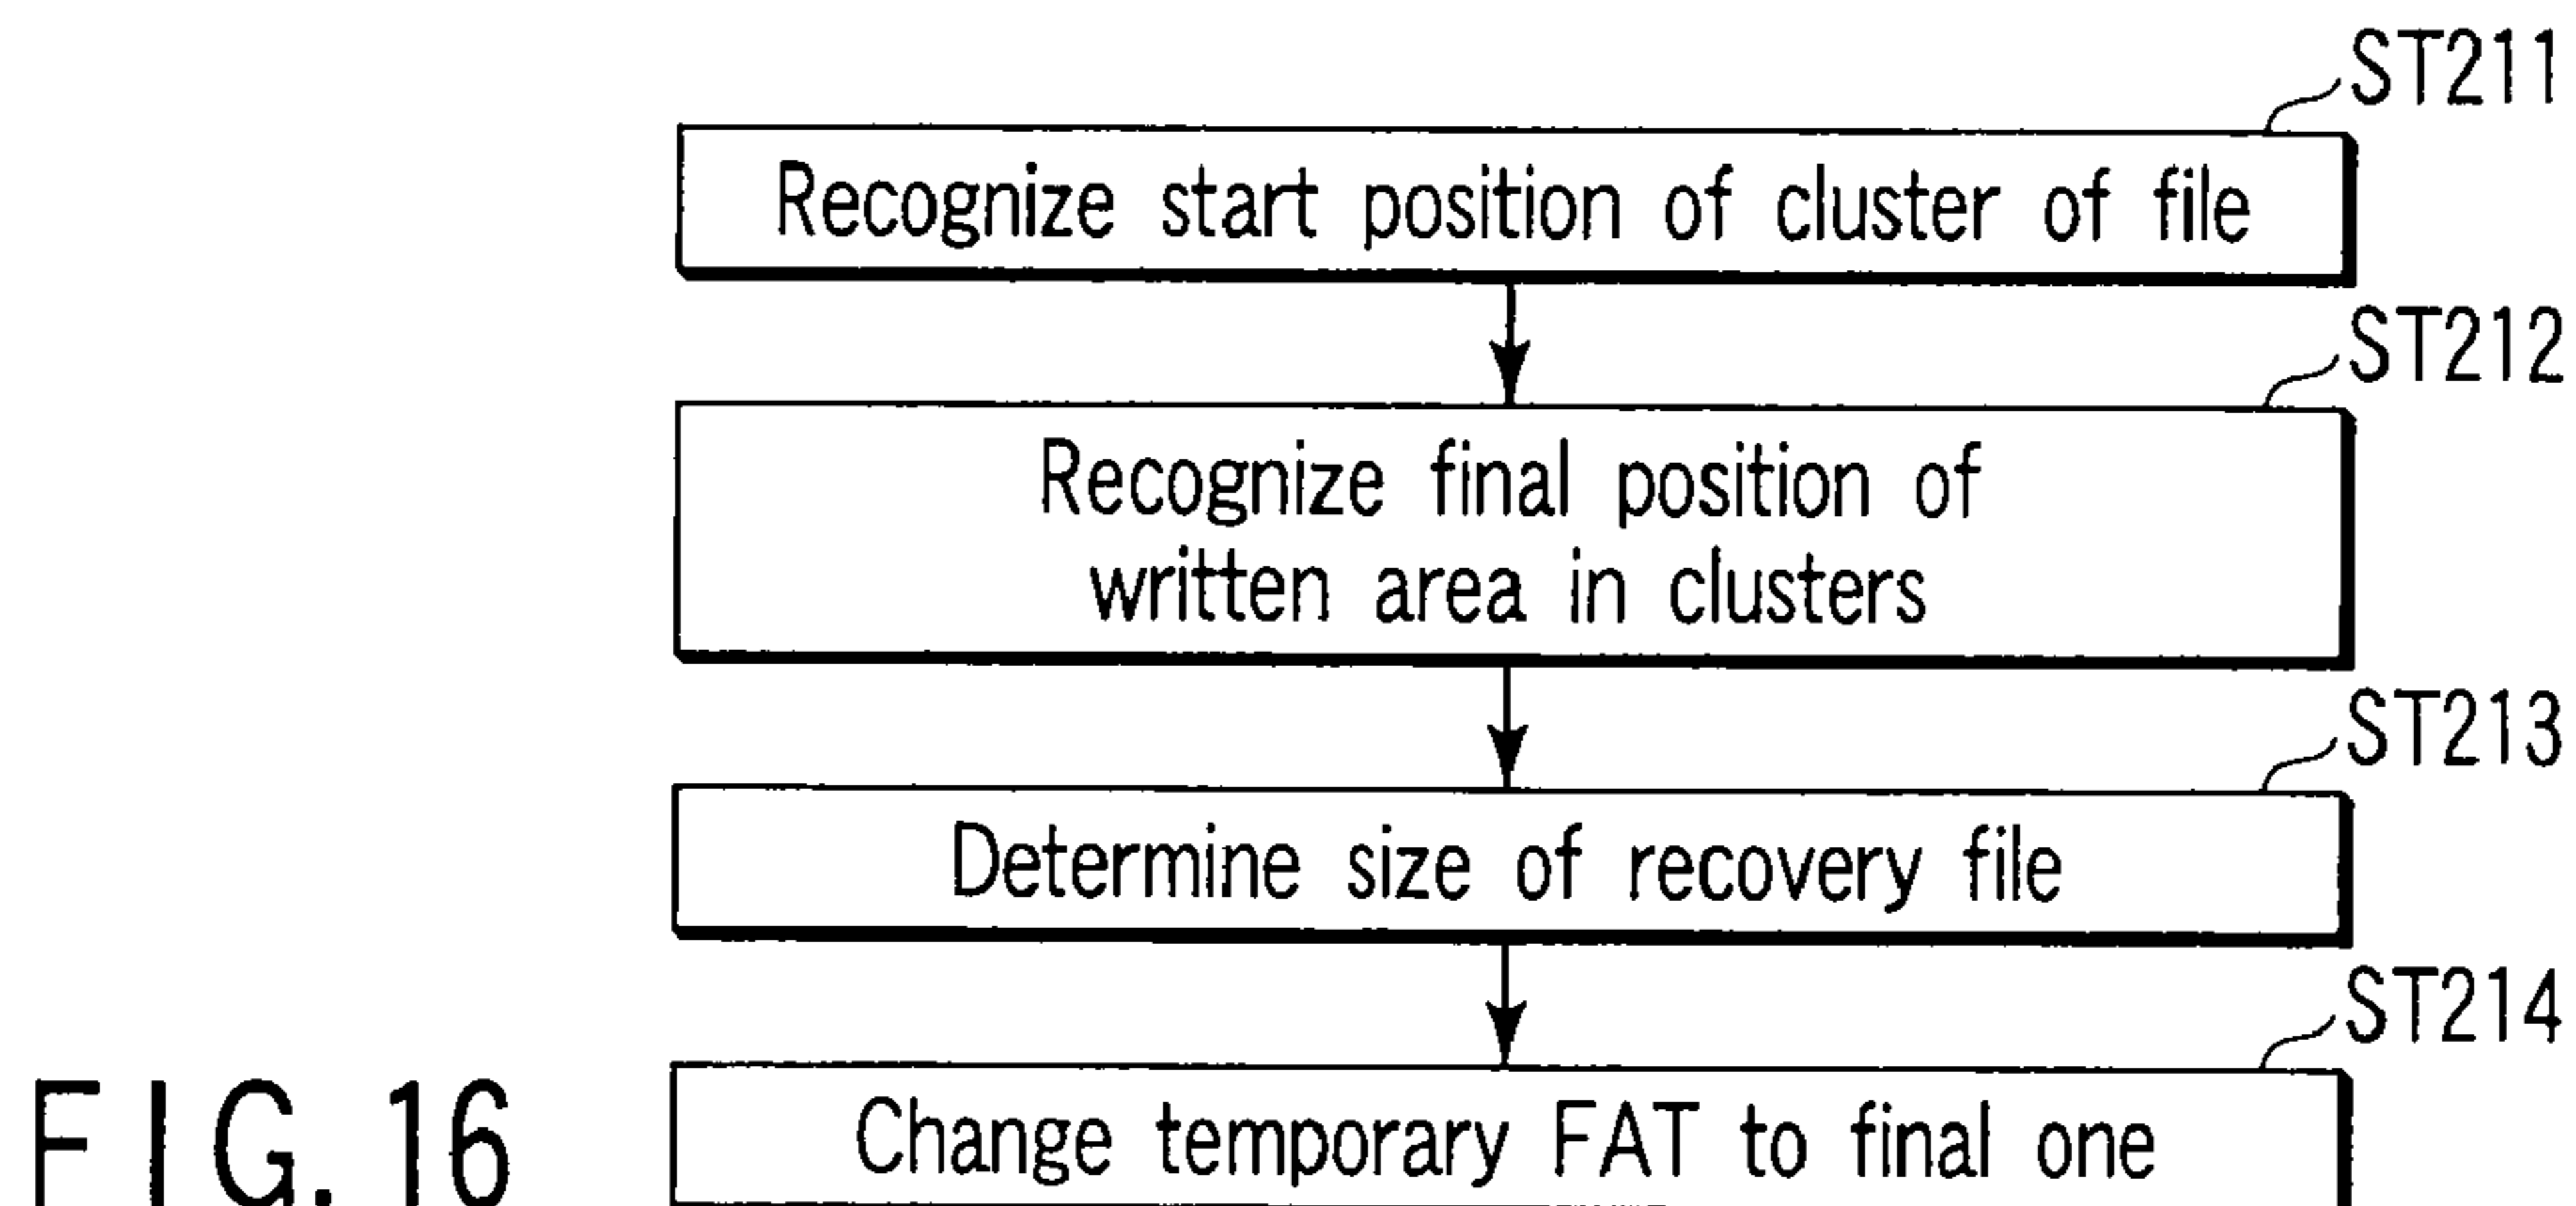 ST211
Recognize start position of cluster of file
ST212
Recognize final position of
written area in clusters
ST213
Determine size of recovery file
ST214
Change temporary FAT to final one
FIG.16